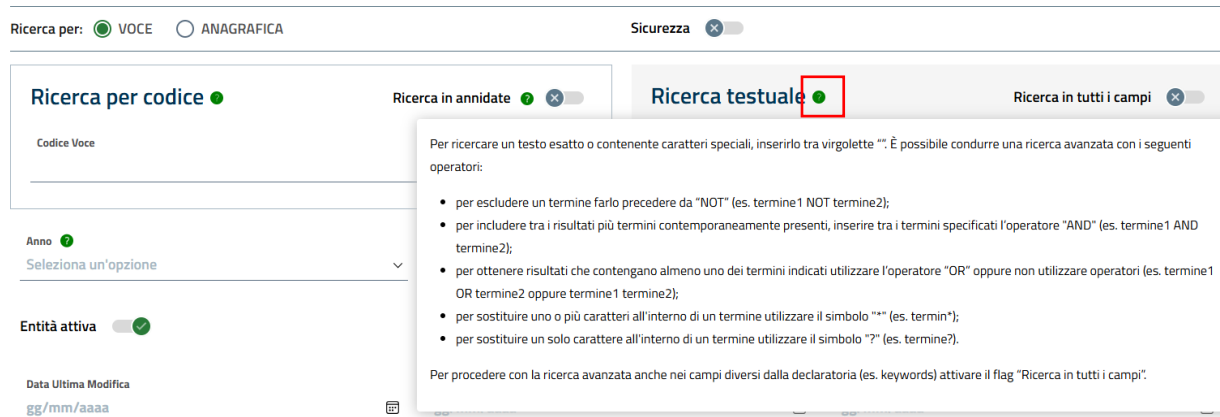 Ricerca per: VOCE ANAGRAFICA Sicurezza
Ricerca per codice ? Ricerca in annidate ?
Ricerca testuale ? Ricerca in tutti i campi
Codice Voce
Per ricercare un testo esatto o contenente caratteri speciali, inserirlo tra virgolette “”. È possibile condurre una ricerca avanzata con i seguenti
operatori:
• per escludere un termine farlo precedere da “NOT” (es. termine1 NOT termine2);
• per includere tra i risultati più termini contemporaneamente presenti, inserire tra i termini specificati l’operatore "AND" (es. termine1 AND
termine2);
• per ottenere risultati che contengano almeno uno dei termini indicati utilizzare l’operatore “OR” oppure non utilizzare operatori (es. termine1
OR termine2 oppure termine1 termine2);
• per sostituire uno o più caratteri all’interno di un termine utilizzare il simbolo "*" (es. termin*);
• per sostituire un solo carattere all’interno di un termine utilizzare il simbolo "?" (es. termine?).
Per procedere con la ricerca avanzata anche nei campi diversi dalla declaratoria (es. keywords) attivare il flag “Ricerca in tutti i campi”.
Anno ?
Seleziona un'opzione
Entità attiva
Data Ultima Modifica
gg/mm/aaaa